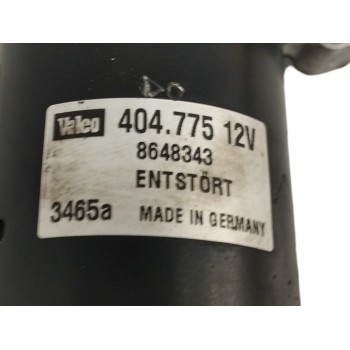 Valeo 404.775 12V
8648343
ENTSTÖRT
3465a MADE IN GERMANY